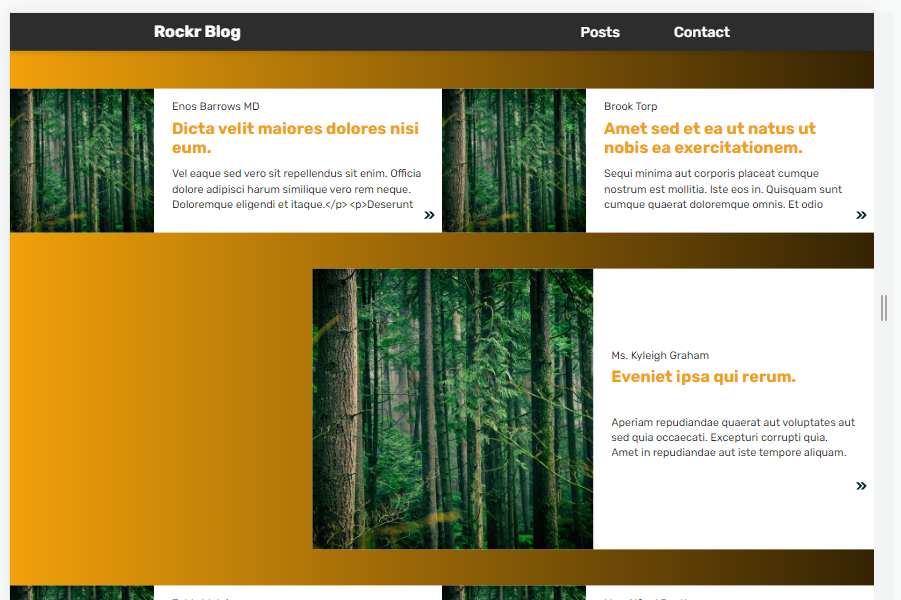 Rockr Blog
Posts Contact
Enos Barrows MD
Dicta velit maiores dolores nisi
eum.
Vel eaque sed vero sit repellendus sit enim. Officia
dolore adipisci harum similique vero rem neque.
Doloremque eligendi et itaque.</p> <p>Deserunt
»
Brook Torp
Amet sed et ea ut natus ut
nobis ea exercitationem.
Sequi minima aut corporis placeat cumque
nostrum est mollitia. Iste eos in. Quisquam sunt
cumque quaerat doloremque omnis. Et odio
»
Ms. Kyleigh Graham
Eveniet ipsa qui rerum.
Aperiam repudiandae quaerat aut voluptates aut
sed quia occaecati. Excepturi corrupti quia.
Amet in repudiandae aut iste tempore aliquam.
»